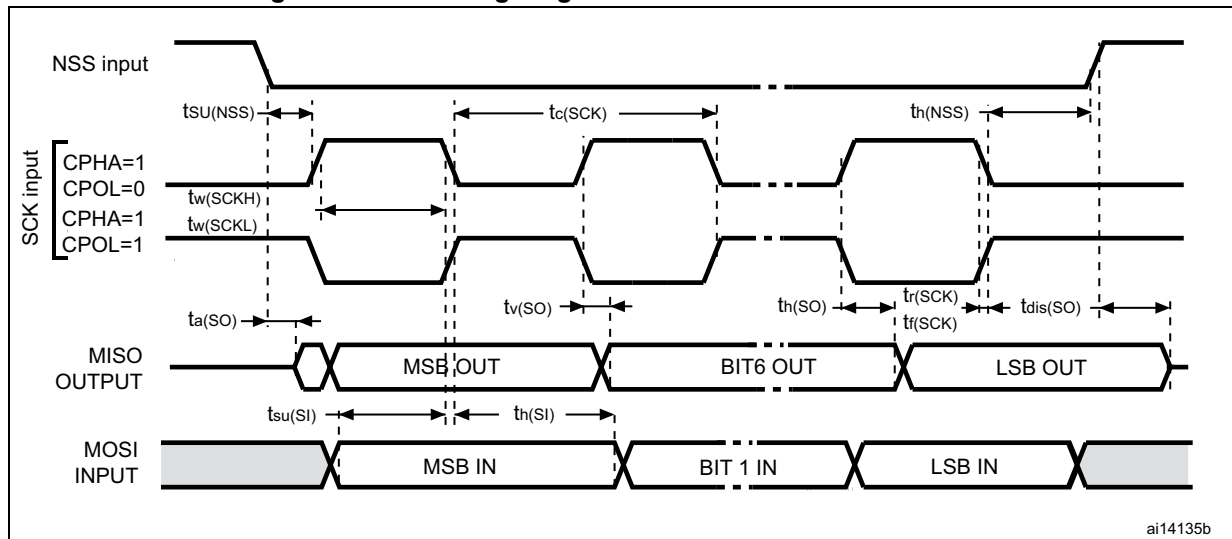 NSS input
tSU(NSS)
tc(SCK)
th(NSS)
SCK input
CPHA=1
CPOL=0
tw(SCKH)
CPHA=1
tw(SCKL)
CPOL=1
ta(SO)
tv(SO)
th(SO)
tr(SCK)
tf(SCK)
tdis(SO)
MISO
OUTPUT
MSB OUT
BIT6 OUT
LSB OUT
tsu(SI)
th(SI)
MOSI
INPUT
MSB IN
BIT 1 IN
LSB IN
ai14135b